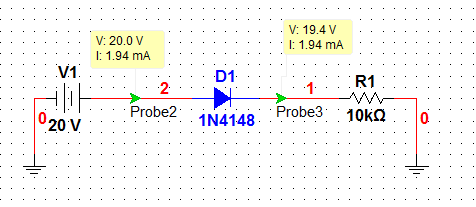 V: 20.0 V
I: 1.94 mA
V: 19.4 V
I: 1.94 mA
V1
2
D1
1
R1
0
20 V
Probe2
1N4148
Probe3
10kΩ
0